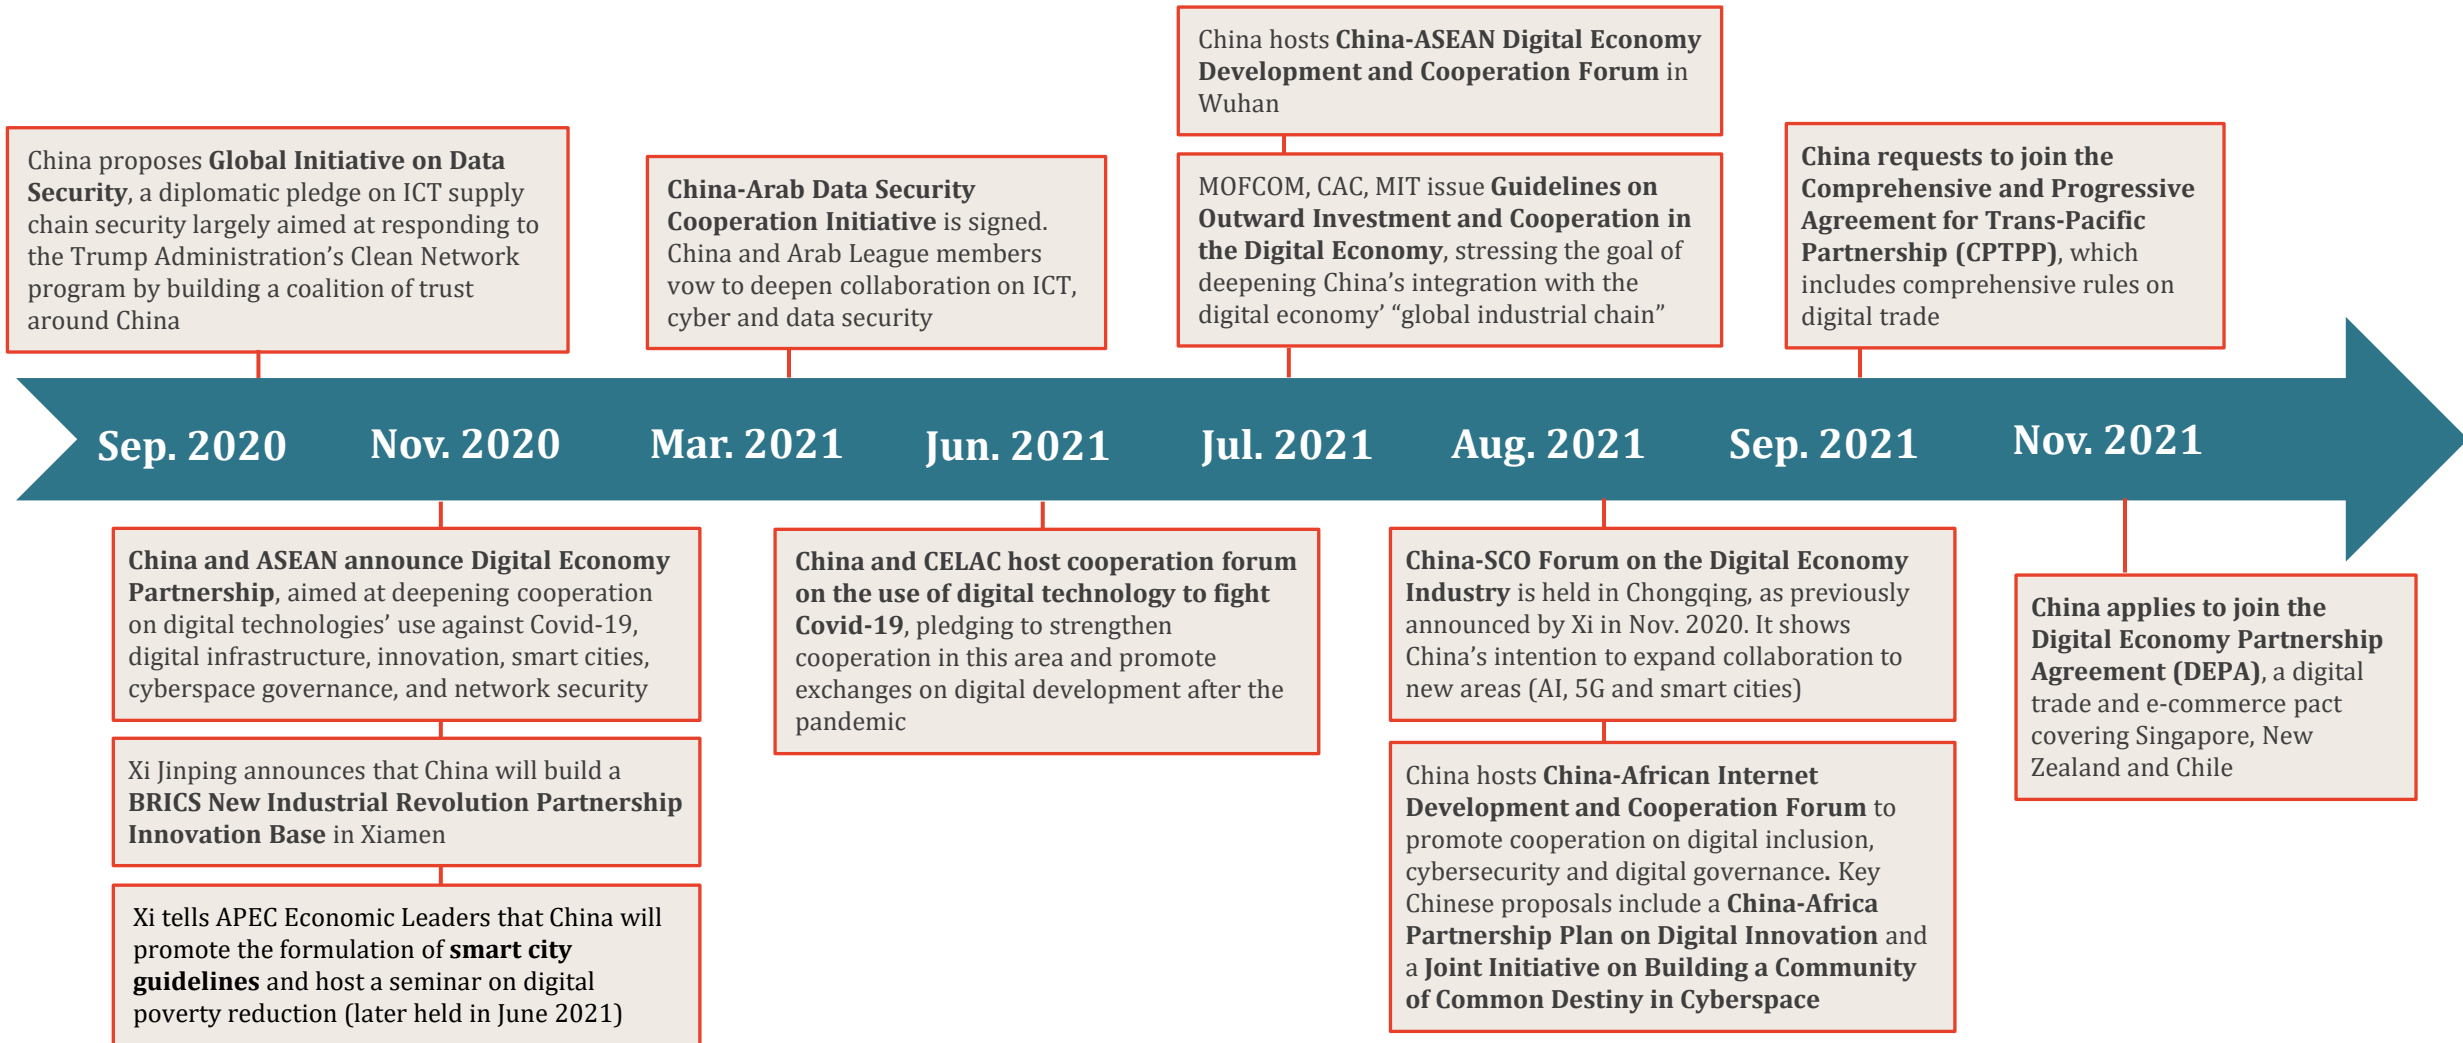 China hosts China-ASEAN Digital Economy
Development and Cooperation Forum in
Wuhan
China proposes Global Initiative on Data
Security, a diplomatic pledge on ICT supply
chain security largely aimed at responding to
the Trump Administration's Clean Network
program by building a coalition of trust
around China
China-Arab Data Security
Cooperation Initiative is signed.
China and Arab League members
vow to deepen collaboration on ICT,
cyber and data security
MOFCOM, CAC, MIT issue Guidelines on
Outward Investment and Cooperation in
the Digital Economy, stressing the goal of
deepening China's integration with the
digital economy' “global industrial chain”
China requests to join the
Comprehensive and Progressive
Agreement for Trans-Pacific
Partnership (CPTPP), which
includes comprehensive rules on
digital trade
Sep. 2020
Nov. 2020
Mar. 2021
Jun. 2021
Jul. 2021
Aug. 2021
Sep. 2021
Nov. 2021
China and ASEAN announce Digital Economy
Partnership, aimed at deepening cooperation
on digital technologies' use against Covid-19,
digital infrastructure, innovation, smart cities,
cyberspace governance, and network security
Xi Jinping announces that China will build a
BRICS New Industrial Revolution Partnership
Innovation Base in Xiamen
Xi tells APEC Economic Leaders that China will
promote the formulation of smart city
guidelines and host a seminar on digital
poverty reduction (later held in June 2021)
China and CELAC host cooperation forum
on the use of digital technology to fight
Covid-19, pledging to strengthen
cooperation in this area and promote
exchanges on digital development after the
pandemic
China-SCO Forum on the Digital Economy
Industry is held in Chongqing, as previously
announced by Xi in Nov. 2020. It shows
China's intention to expand collaboration to
new areas (AI, 5G and smart cities)
China hosts China-African Internet
Development and Cooperation Forum to
promote cooperation on digital inclusion,
cybersecurity and digital governance. Key
Chinese proposals include a China-Africa
Partnership Plan on Digital Innovation and
a Joint Initiative on Building a Community
of Common Destiny in Cyberspace
China applies to join the
Digital Economy Partnership
Agreement (DEPA), a digital
trade and e-commerce pact
covering Singapore, New
Zealand and Chile